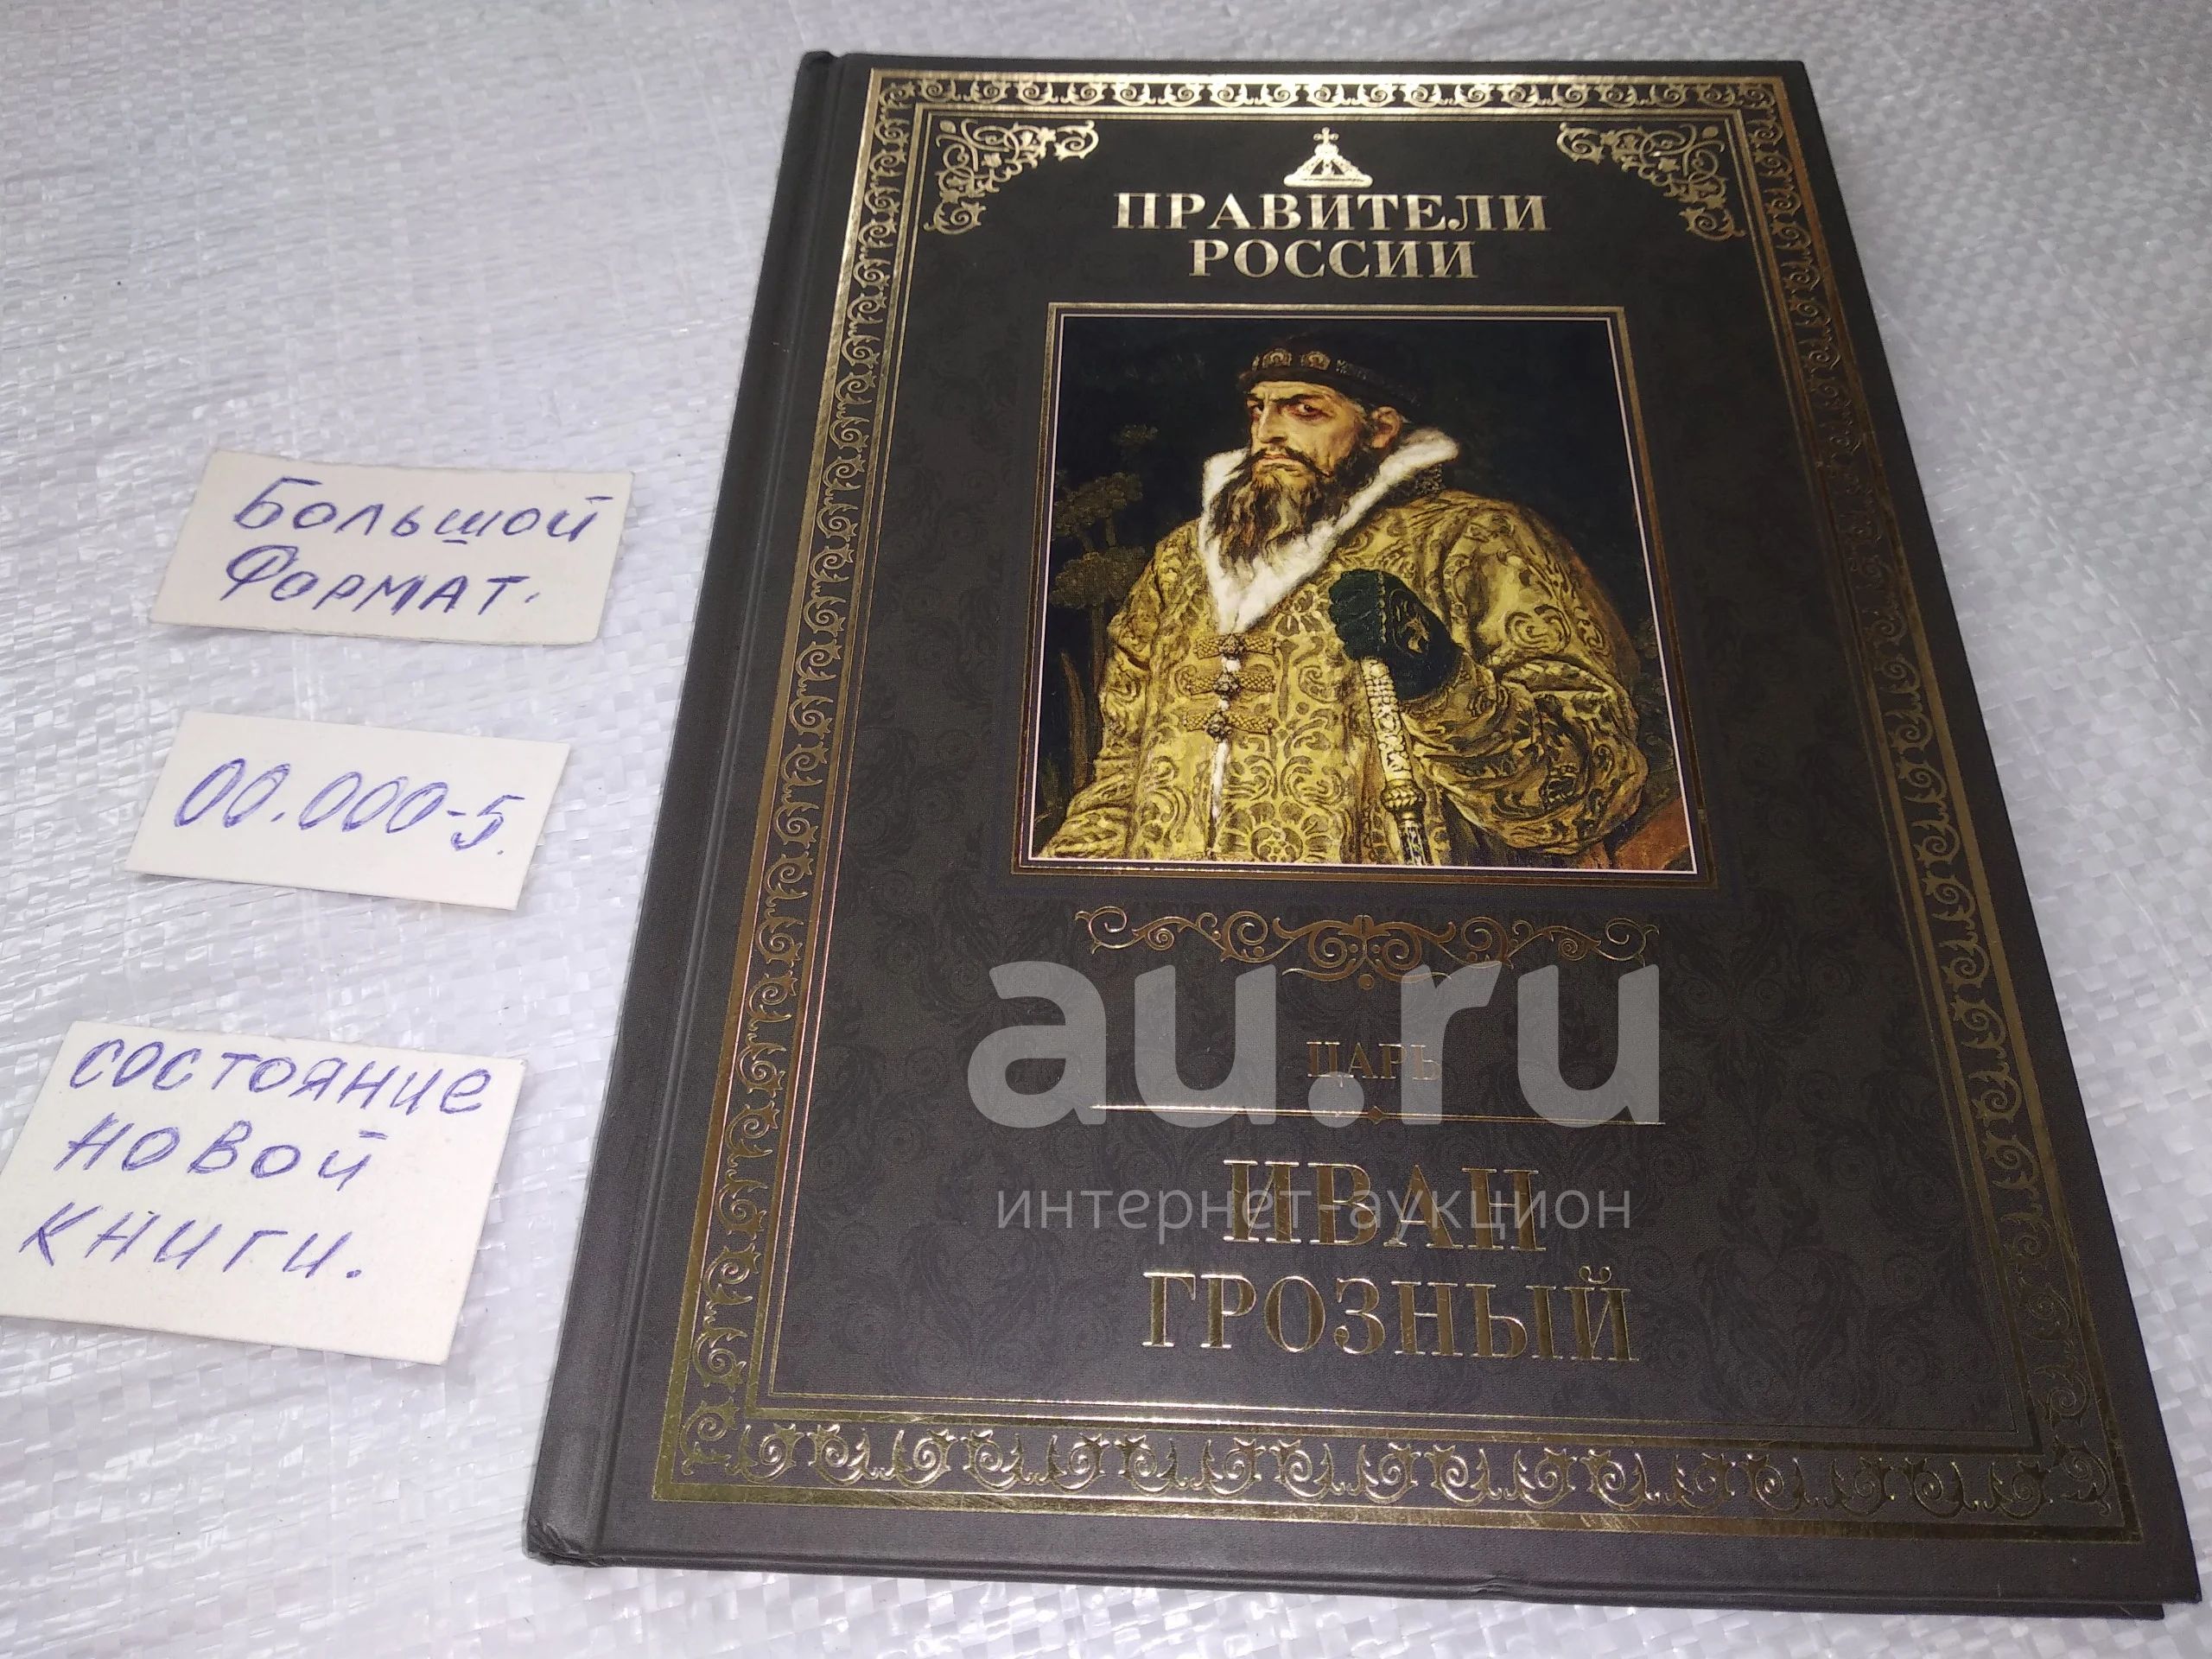 ПРАВИТЕЛИ
РОССИИ
Большой
Формат.
00.000-5.
состояние
новой
книги.
au.ru
ЦАРЬ
интернет-аукцион
ИВАН
ГРОЗНЫЙ